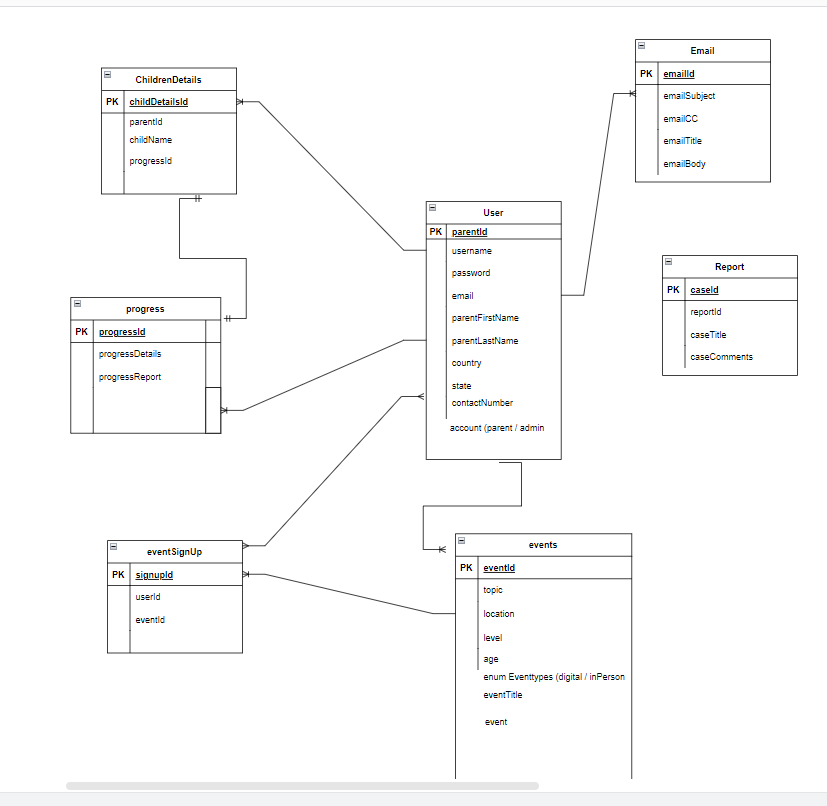 ChildrenDetails
PK childDetailsId
parentId
childName
progressId
Email
PK emailId
emailSubject
emailCC
emailTitle
emailBody
User
PK parentId
username
password
email
parentFirstName
parentLastName
country
state
contactNumber
account (parent / admin
Report
PK caseId
reportId
caseTitle
caseComments
progress
PK progressId
progressDetails
progressReport
eventSignUp
PK signupId
userId
eventId
events
PK eventId
topic
location
level
age
enum Eventtypes (digital / inPerson
eventTitle
event